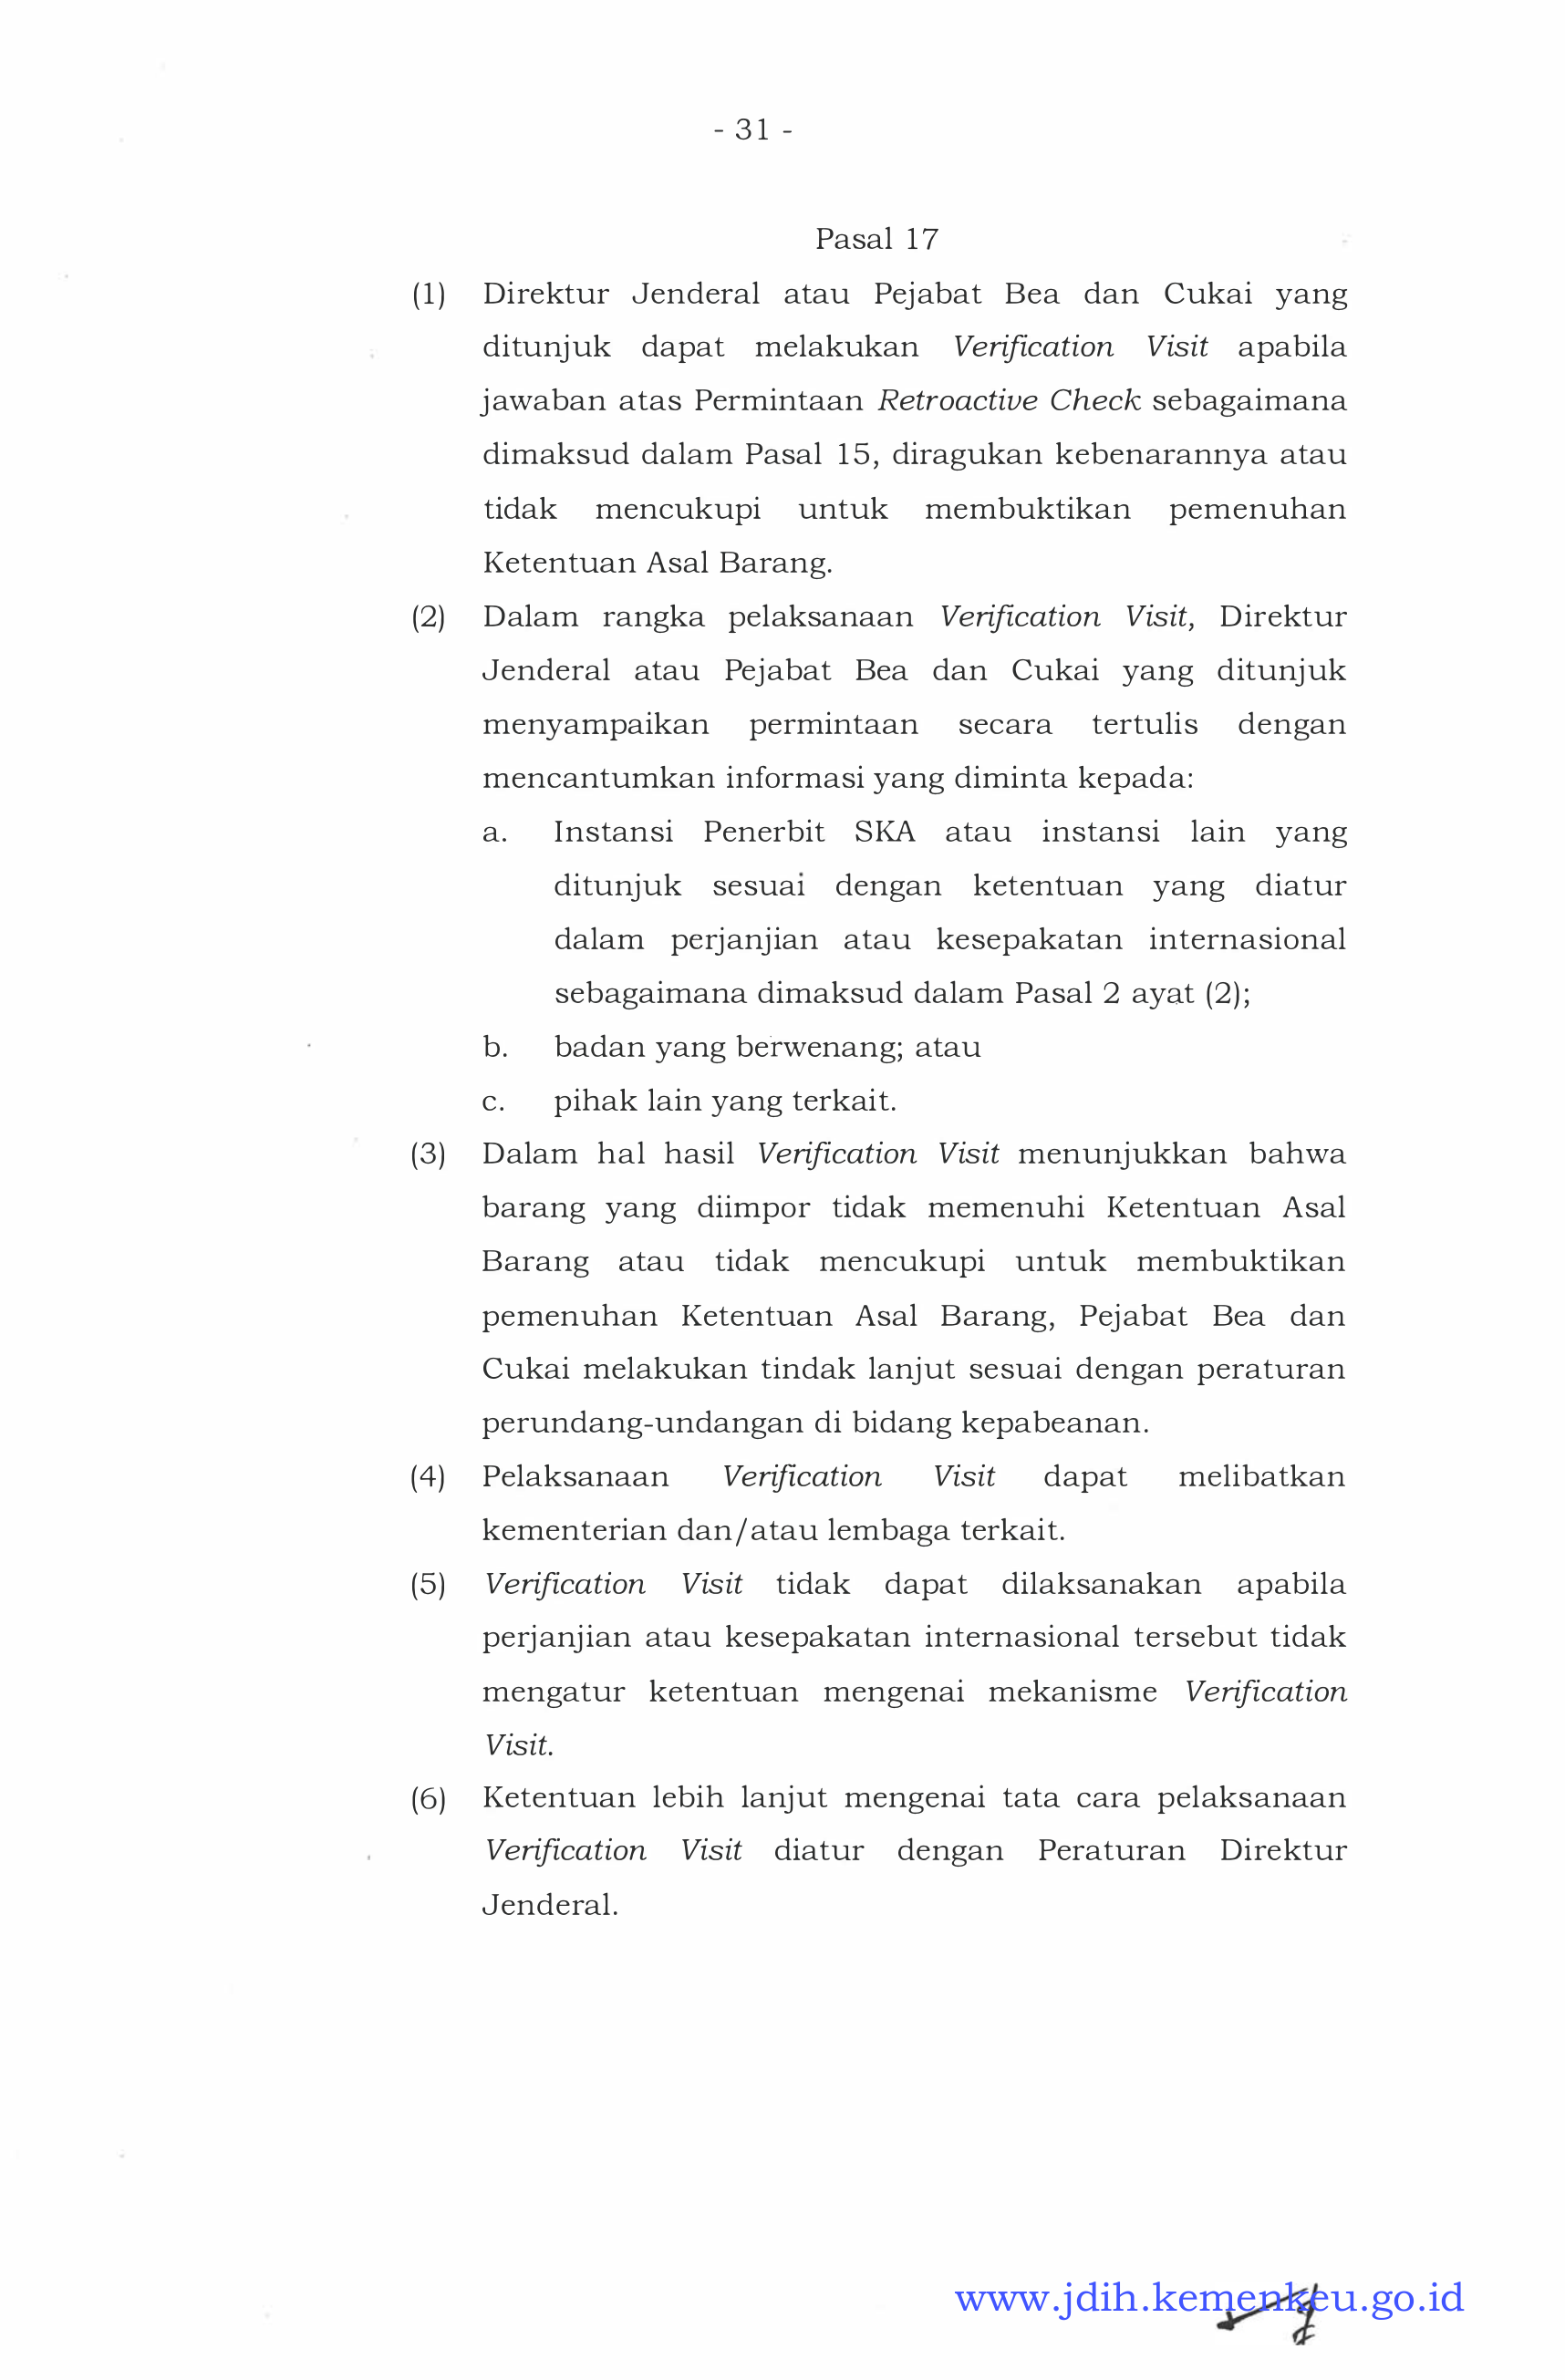 - 31 -
Pasal 17
(1) Direktur Jenderal atau Pejabat Bea dan Cukai yang
ditunjuk dapat melakukan Verification Visit apabila
jawaban atas Permintaan Retroactive Check sebagaimana
dimaksud dalam Pasal 15, diragukan kebenarannya atau
tidak mencukupi untuk membuktikan pemenuhan
Ketentuan Asal Barang.
(2) Dalam rangka pelaksanaan Verification Visit, Direktur
Jenderal atau Pejabat Bea dan Cukai yang ditunjuk
menyampaikan permintaan secara tertulis dengan
mencantumkan informasi yang diminta kepada:
a. Instansi Penerbit SKA atau instansi lain yang
ditunjuk sesuai dengan ketentuan yang diatur
dalam perjanjian atau kesepakatan internasional
sebagaimana dimaksud dalam Pasal 2 ayat (2);
b. badan yang berwenang; atau
c. pihak lain yang terkait.
(3) Dalam hal hasil Verification Visit menunjukkan bahwa
barang yang diimpor tidak memenuhi Ketentuan Asal
Barang atau tidak mencukupi untuk membuktikan
pemenuhan Ketentuan Asal Barang, Pejabat Bea dan
Cukai melakukan tindak lanjut sesuai dengan peraturan
perundang-undangan di bidang kepabeanan.
(4) Pelaksanaan Verification Visit dapat melibatkan
kementerian dan/atau lembaga terkait.
(5) Verification Visit tidak dapat dilaksanakan apabila
perjanjian atau kesepakatan internasional tersebut tidak
mengatur ketentuan mengenai mekanisme Verification
Visit.
(6) Ketentuan lebih lanjut mengenai tata cara pelaksanaan
Verification Visit diatur dengan Peraturan Direktur
Jenderal.
www.jdih.kemenkeu.go.id